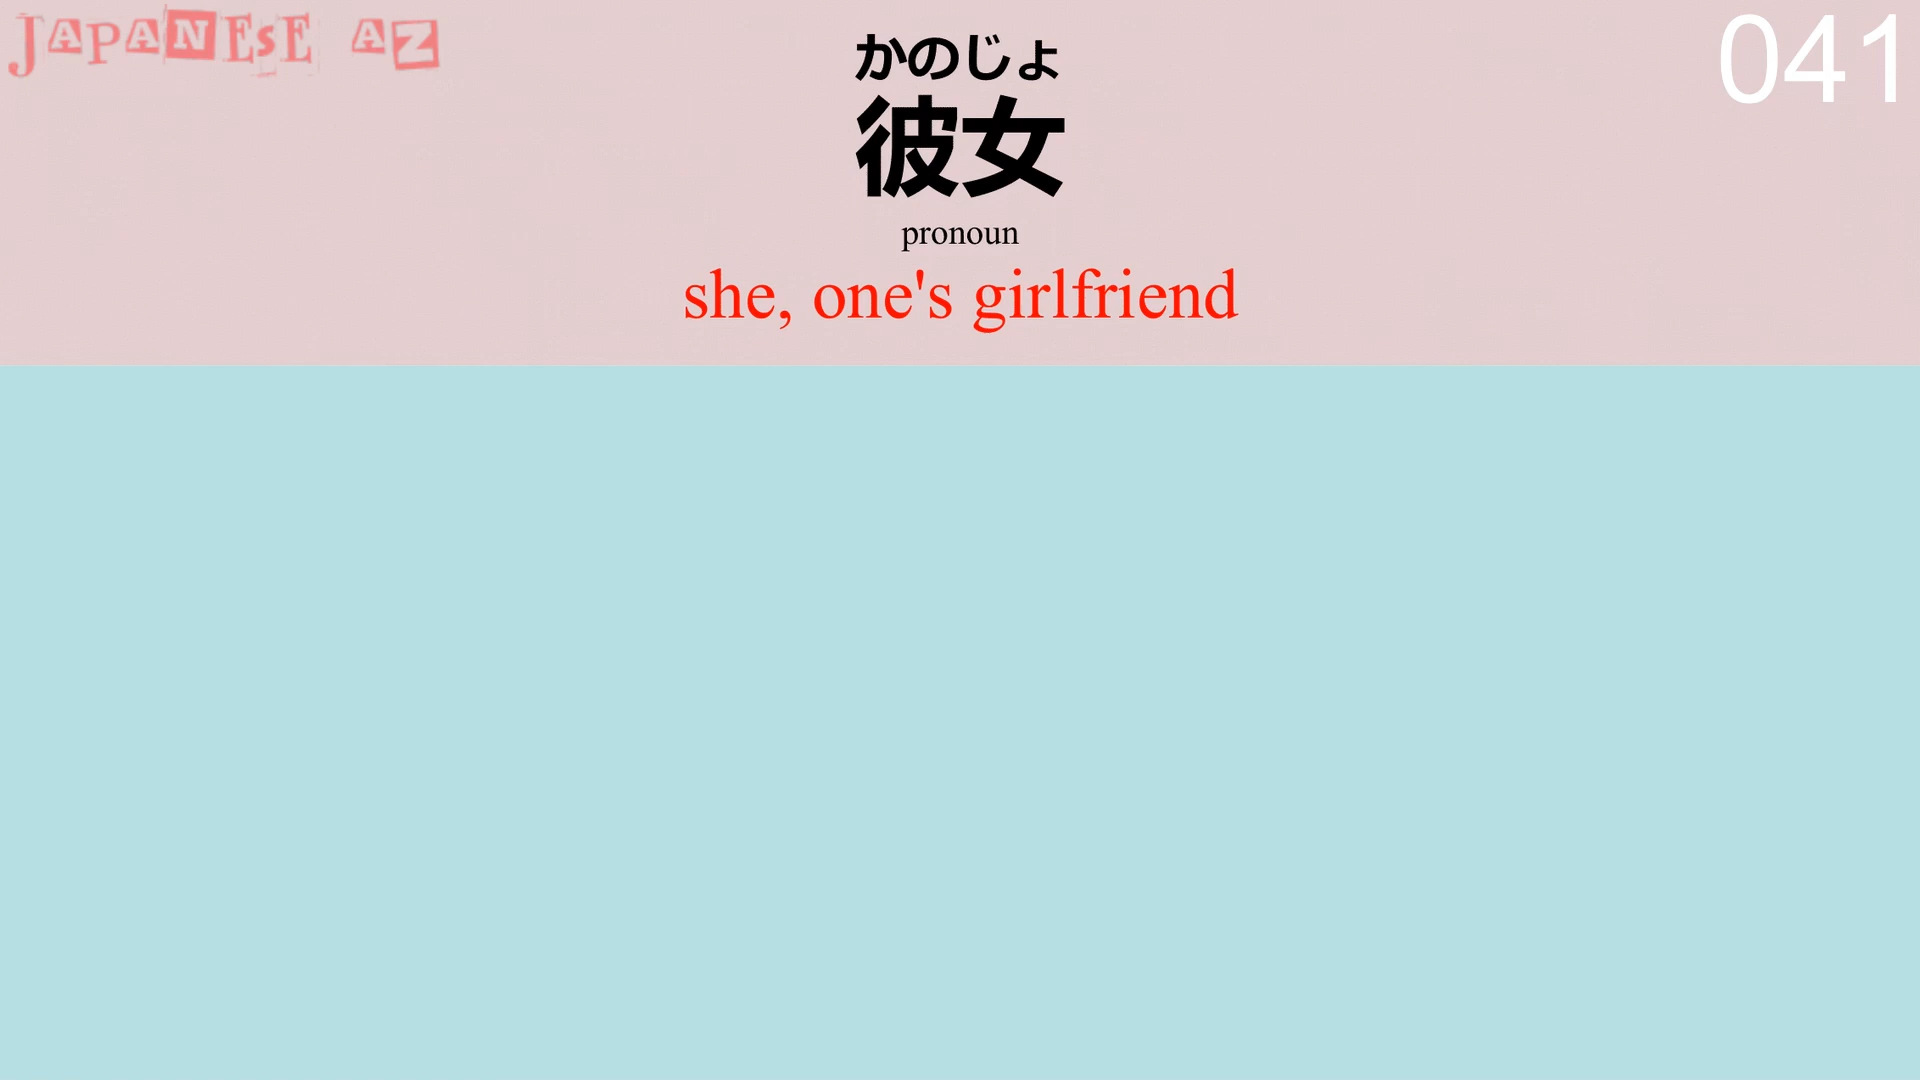 JAPANESE AZ
041
かのじょ
彼女
pronoun
she, one's girlfriend